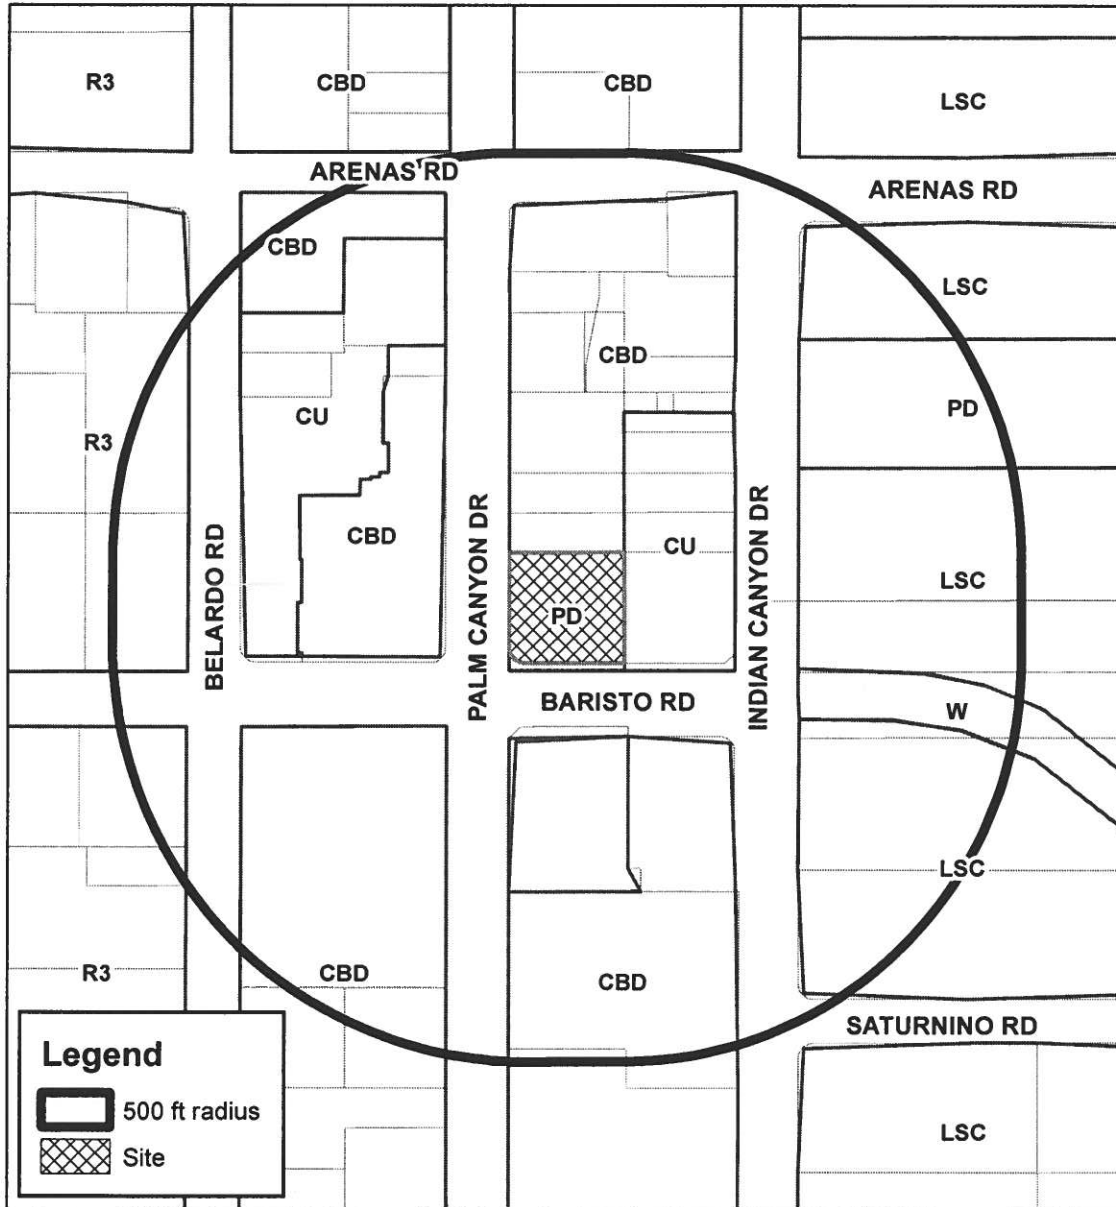 R3
CBD
CBD
LSC
ARENAS RD
ARENAS RD
CBD
LSC
CBD
PD
CU
R3
CBD
CU
LSC
PD
BELARDO RD
PALM CANYON DR
INDIAN CANYON DR
BARISTO RD
W
LSC
R3
CBD
CBD
SATURNINO RD
LSC
Legend
500 ft radius
Site